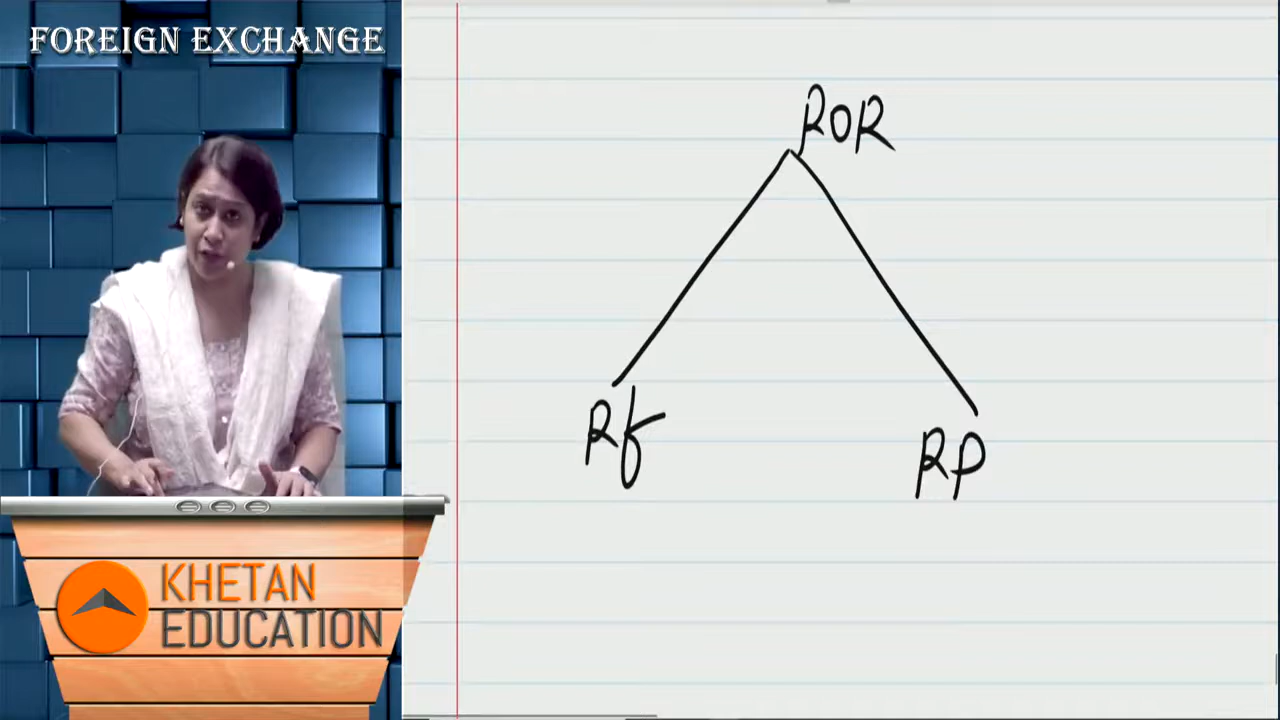 FOREIGN EXCHANGE
ROR
Rf
RP
KHETAN
EDUCATION